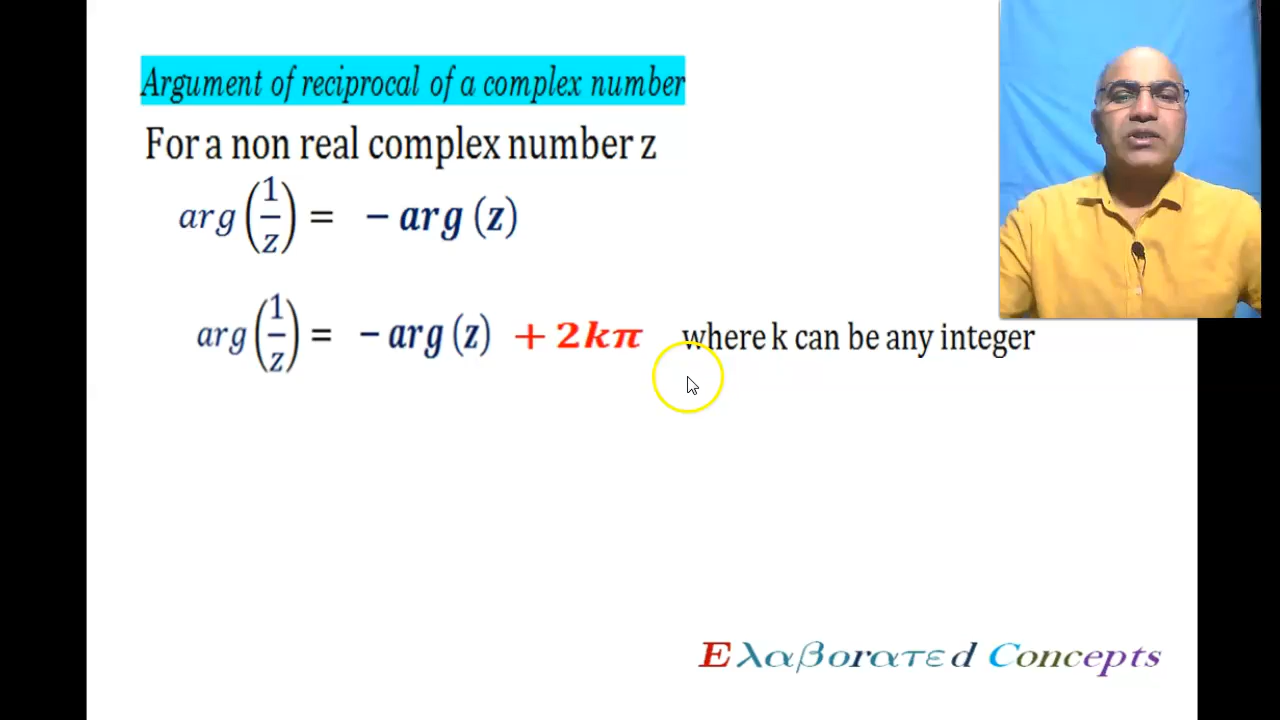 Argument of reciprocal of a complex number
For a non real complex number z
arg (1/z) = − arg (z)
arg (1/z) = − arg (z) + 2kπ where k can be any integer
Eλαβοrατεd Concepts